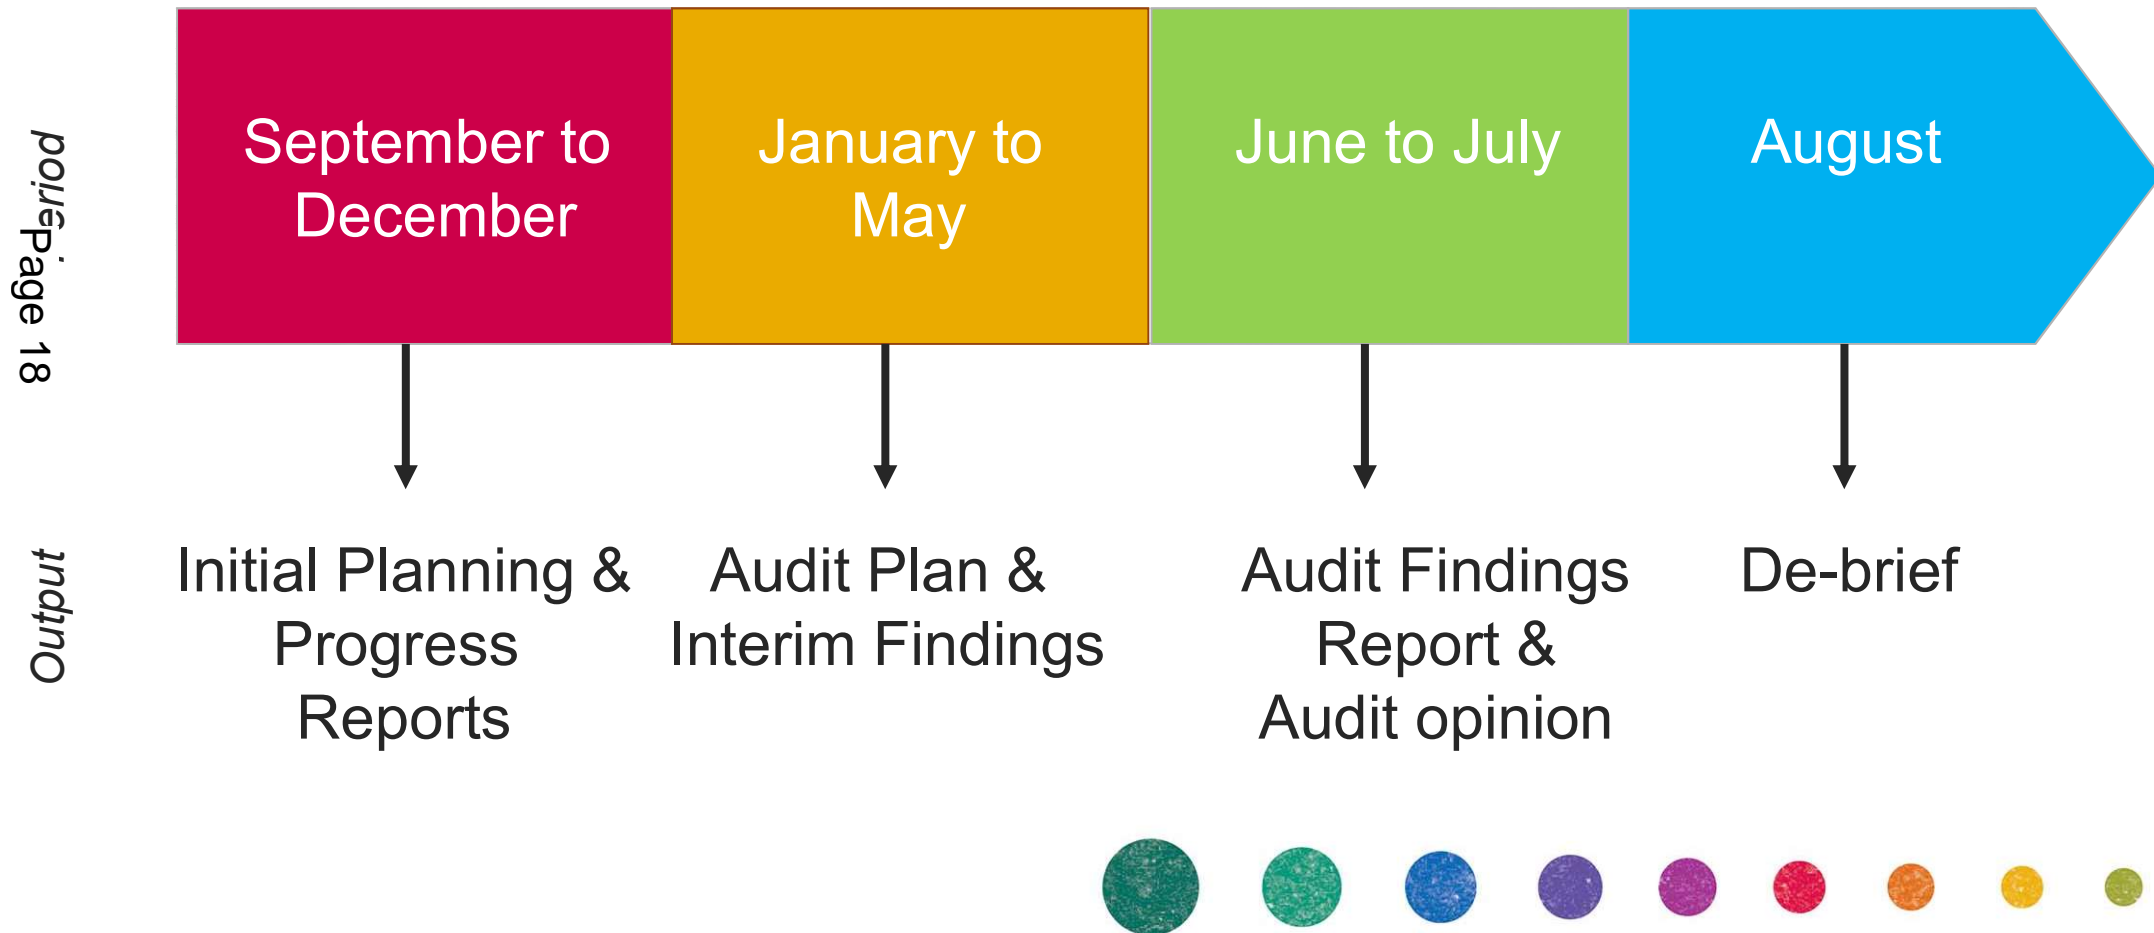 Period
Page 18
September to
December
January to
May
June to July
August
Output
Initial Planning &
Progress
Reports
Audit Plan &
Interim Findings
Audit Findings
Report &
Audit opinion
De-brief